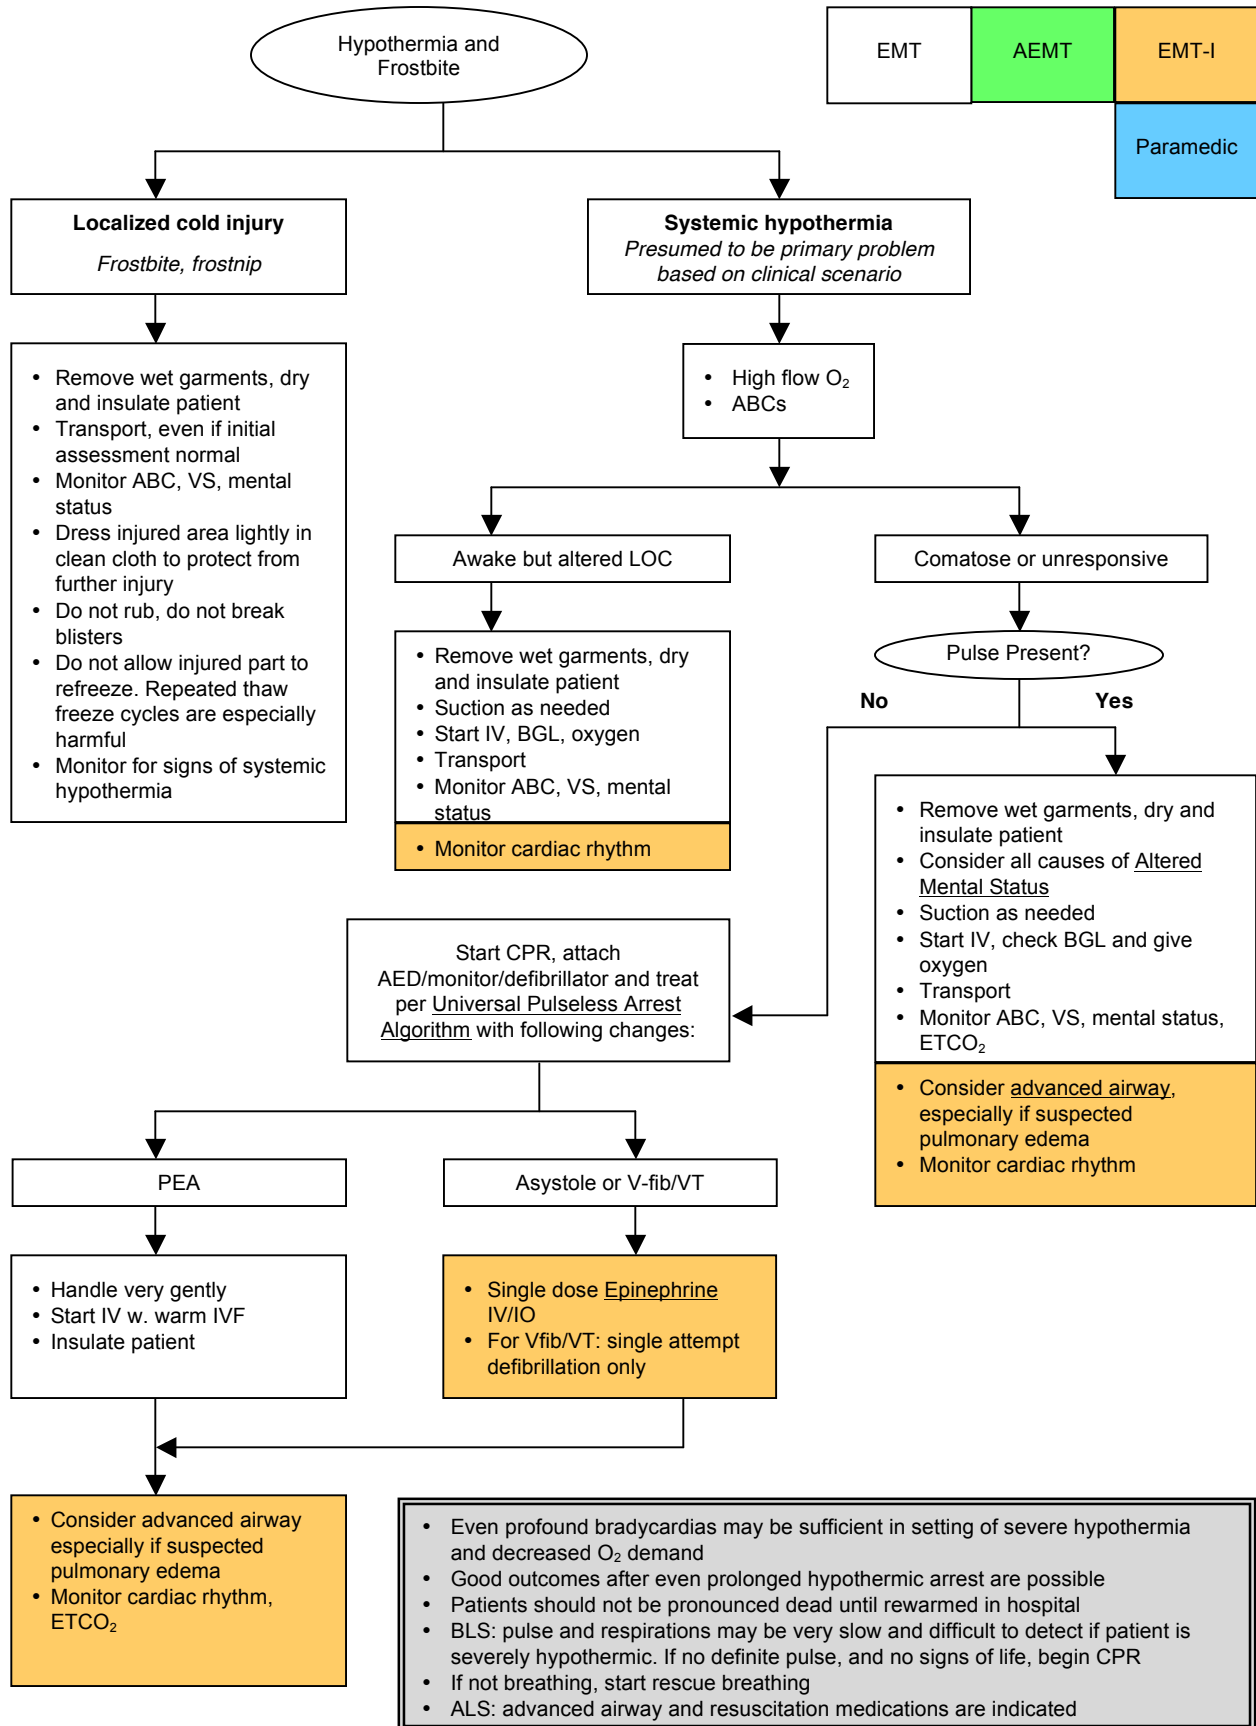 Hypothermia and
Frostbite
EMT
AEMT
EMT-I
Paramedic
Localized cold injury
Frostbite, frostnip
Systemic hypothermia
Presumed to be primary problem
based on clinical scenario
• Remove wet garments, dry
and insulate patient
• Transport, even if initial
assessment normal
• Monitor ABC, VS, mental
status
• Dress injured area lightly in
clean cloth to protect from
further injury
• Do not rub, do not break
blisters
• Do not allow injured part to
refreeze. Repeated thaw
freeze cycles are especially
harmful
• Monitor for signs of systemic
hypothermia
• High flow O₂
• ABCs
Awake but altered LOC
Comatose or unresponsive
• Remove wet garments, dry
and insulate patient
• Suction as needed
• Start IV, BGL, oxygen
• Transport
• Monitor ABC, VS, mental
status
• Monitor cardiac rhythm
Pulse Present?
No
Yes
• Remove wet garments, dry and
insulate patient
• Consider all causes of Altered
Mental Status
• Suction as needed
• Start IV, check BGL and give
oxygen
• Transport
• Monitor ABC, VS, mental status,
ETCO₂
• Consider advanced airway,
especially if suspected
pulmonary edema
• Monitor cardiac rhythm
Start CPR, attach
AED/monitor/defibrillator and treat
per Universal Pulseless Arrest
Algorithm with following changes:
PEA
Asystole or V-fib/VT
• Handle very gently
• Start IV w. warm IVF
• Insulate patient
• Single dose Epinephrine
IV/IO
• For Vfib/VT: single attempt
defibrillation only
• Consider advanced airway
especially if suspected
pulmonary edema
• Monitor cardiac rhythm,
ETCO₂
• Even profound bradycardias may be sufficient in setting of severe hypothermia
and decreased O₂ demand
• Good outcomes after even prolonged hypothermic arrest are possible
• Patients should not be pronounced dead until rewarmed in hospital
• BLS: pulse and respirations may be very slow and difficult to detect if patient is
severely hypothermic. If no definite pulse, and no signs of life, begin CPR
• If not breathing, start rescue breathing
• ALS: advanced airway and resuscitation medications are indicated